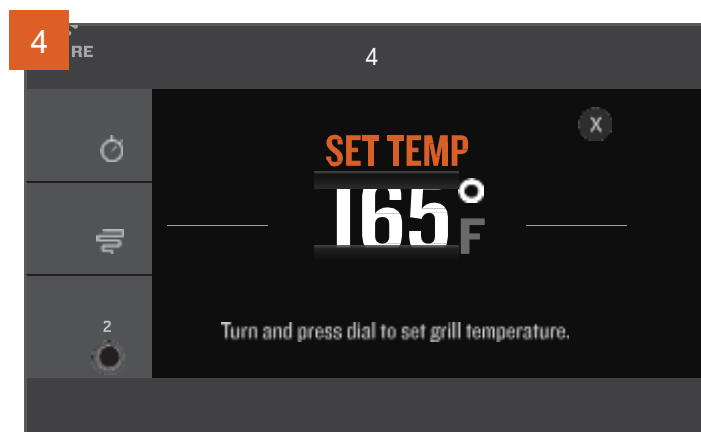 4
RE
4
X
SET TEMP
165°
F
2
Turn and press dial to set grill temperature.